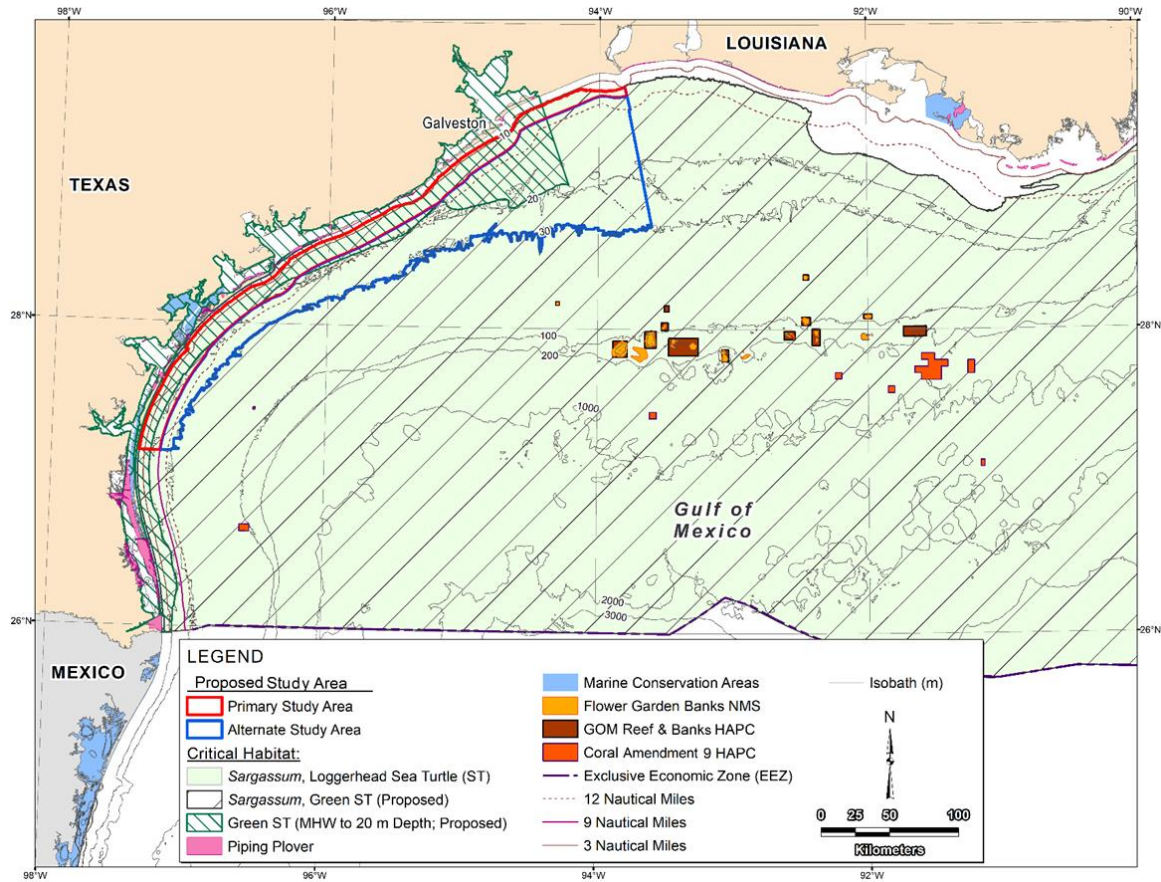 98°W
96°W
94°W
92°W
90°W
LOUISIANA
Galveston
10
TEXAS
20
30
28°N
28°N
100
200
1000
Gulf of
Mexico
2000
3000
26°N
26°N
MEXICO
LEGEND
Proposed Study Area
Primary Study Area
Alternate Study Area
Critical Habitat:
Sargassum, Loggerhead Sea Turtle (ST)
Sargassum, Green ST (Proposed)
Green ST (MHW to 20 m Depth; Proposed)
Piping Plover
Marine Conservation Areas
Flower Garden Banks NMS
GOM Reef & Banks HAPC
Coral Amendment 9 HAPC
Exclusive Economic Zone (EEZ)
12 Nautical Miles
9 Nautical Miles
3 Nautical Miles
Isobath (m)
N
0 25 50 100
Kilometers
98°W
96°W
94°W
92°W